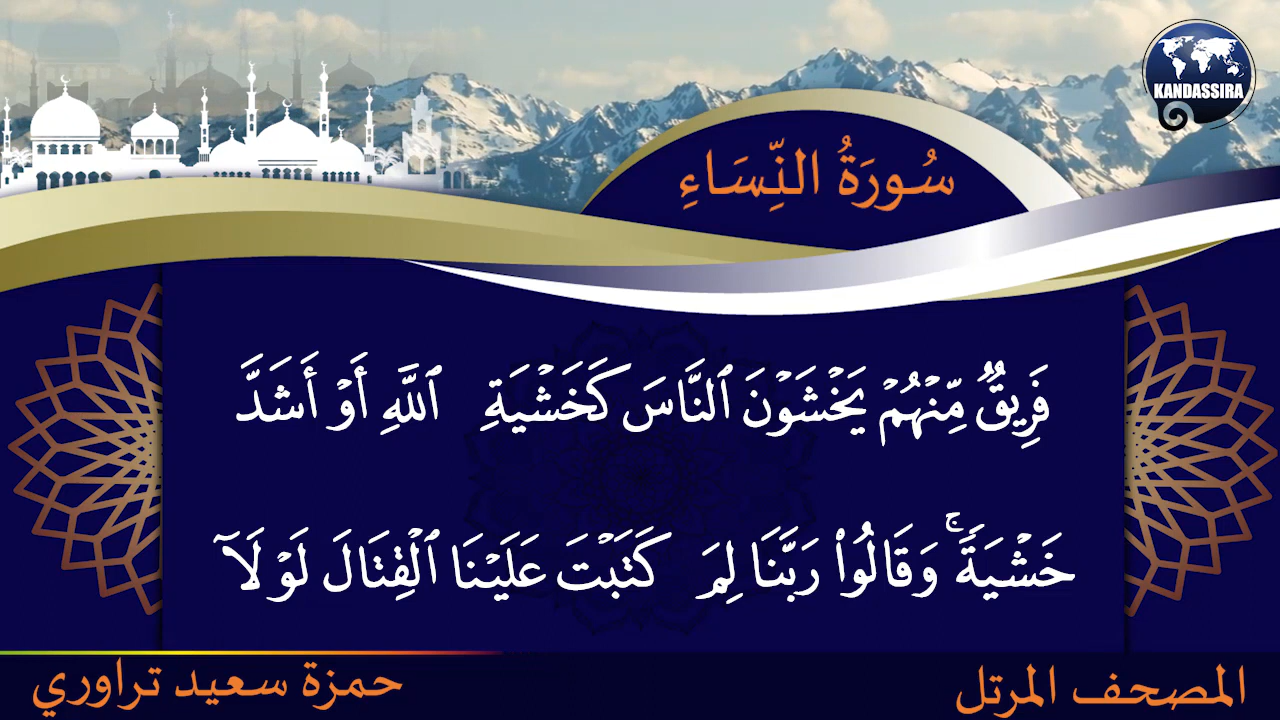 KANDASSIRA
سُورَةُ النِّسَاءِ
فَرِيقٌ مِّنْهُمْ يَخْشَوْنَ ٱلنَّاسَ كَخَشْيَةِ ٱللَّهِ أَوْ أَشَدَّ
خَشْيَةً ۚ وَقَالُوا۟ رَبَّنَا لِمَ كَتَبْتَ عَلَيْنَا ٱلْقِتَالَ لَوْلَآ
المصحف المرتل
حمزة سعيد تراوري